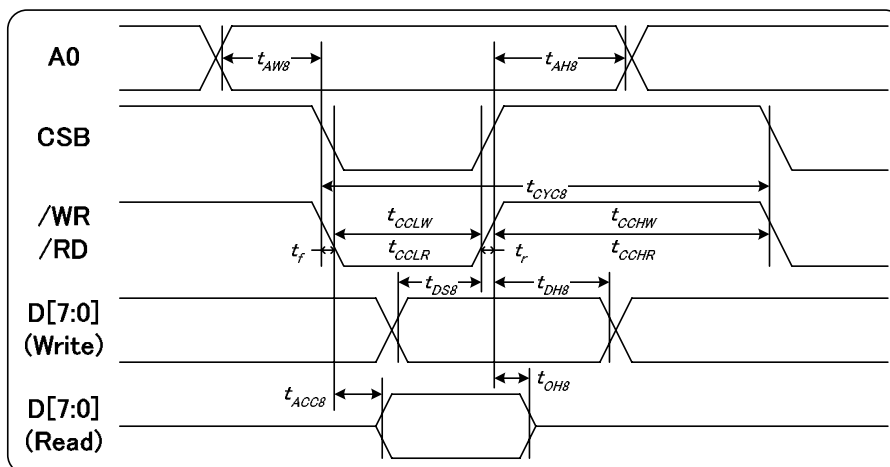 A0
tAW8
tAH8
CSB
tCYC8
/WR
/RD
tCCLW
tCCHW
tf
tCCLR
tr
tCCHR
tDS8
tDH8
D[7:0]
(Write)
tACC8
tOH8
D[7:0]
(Read)